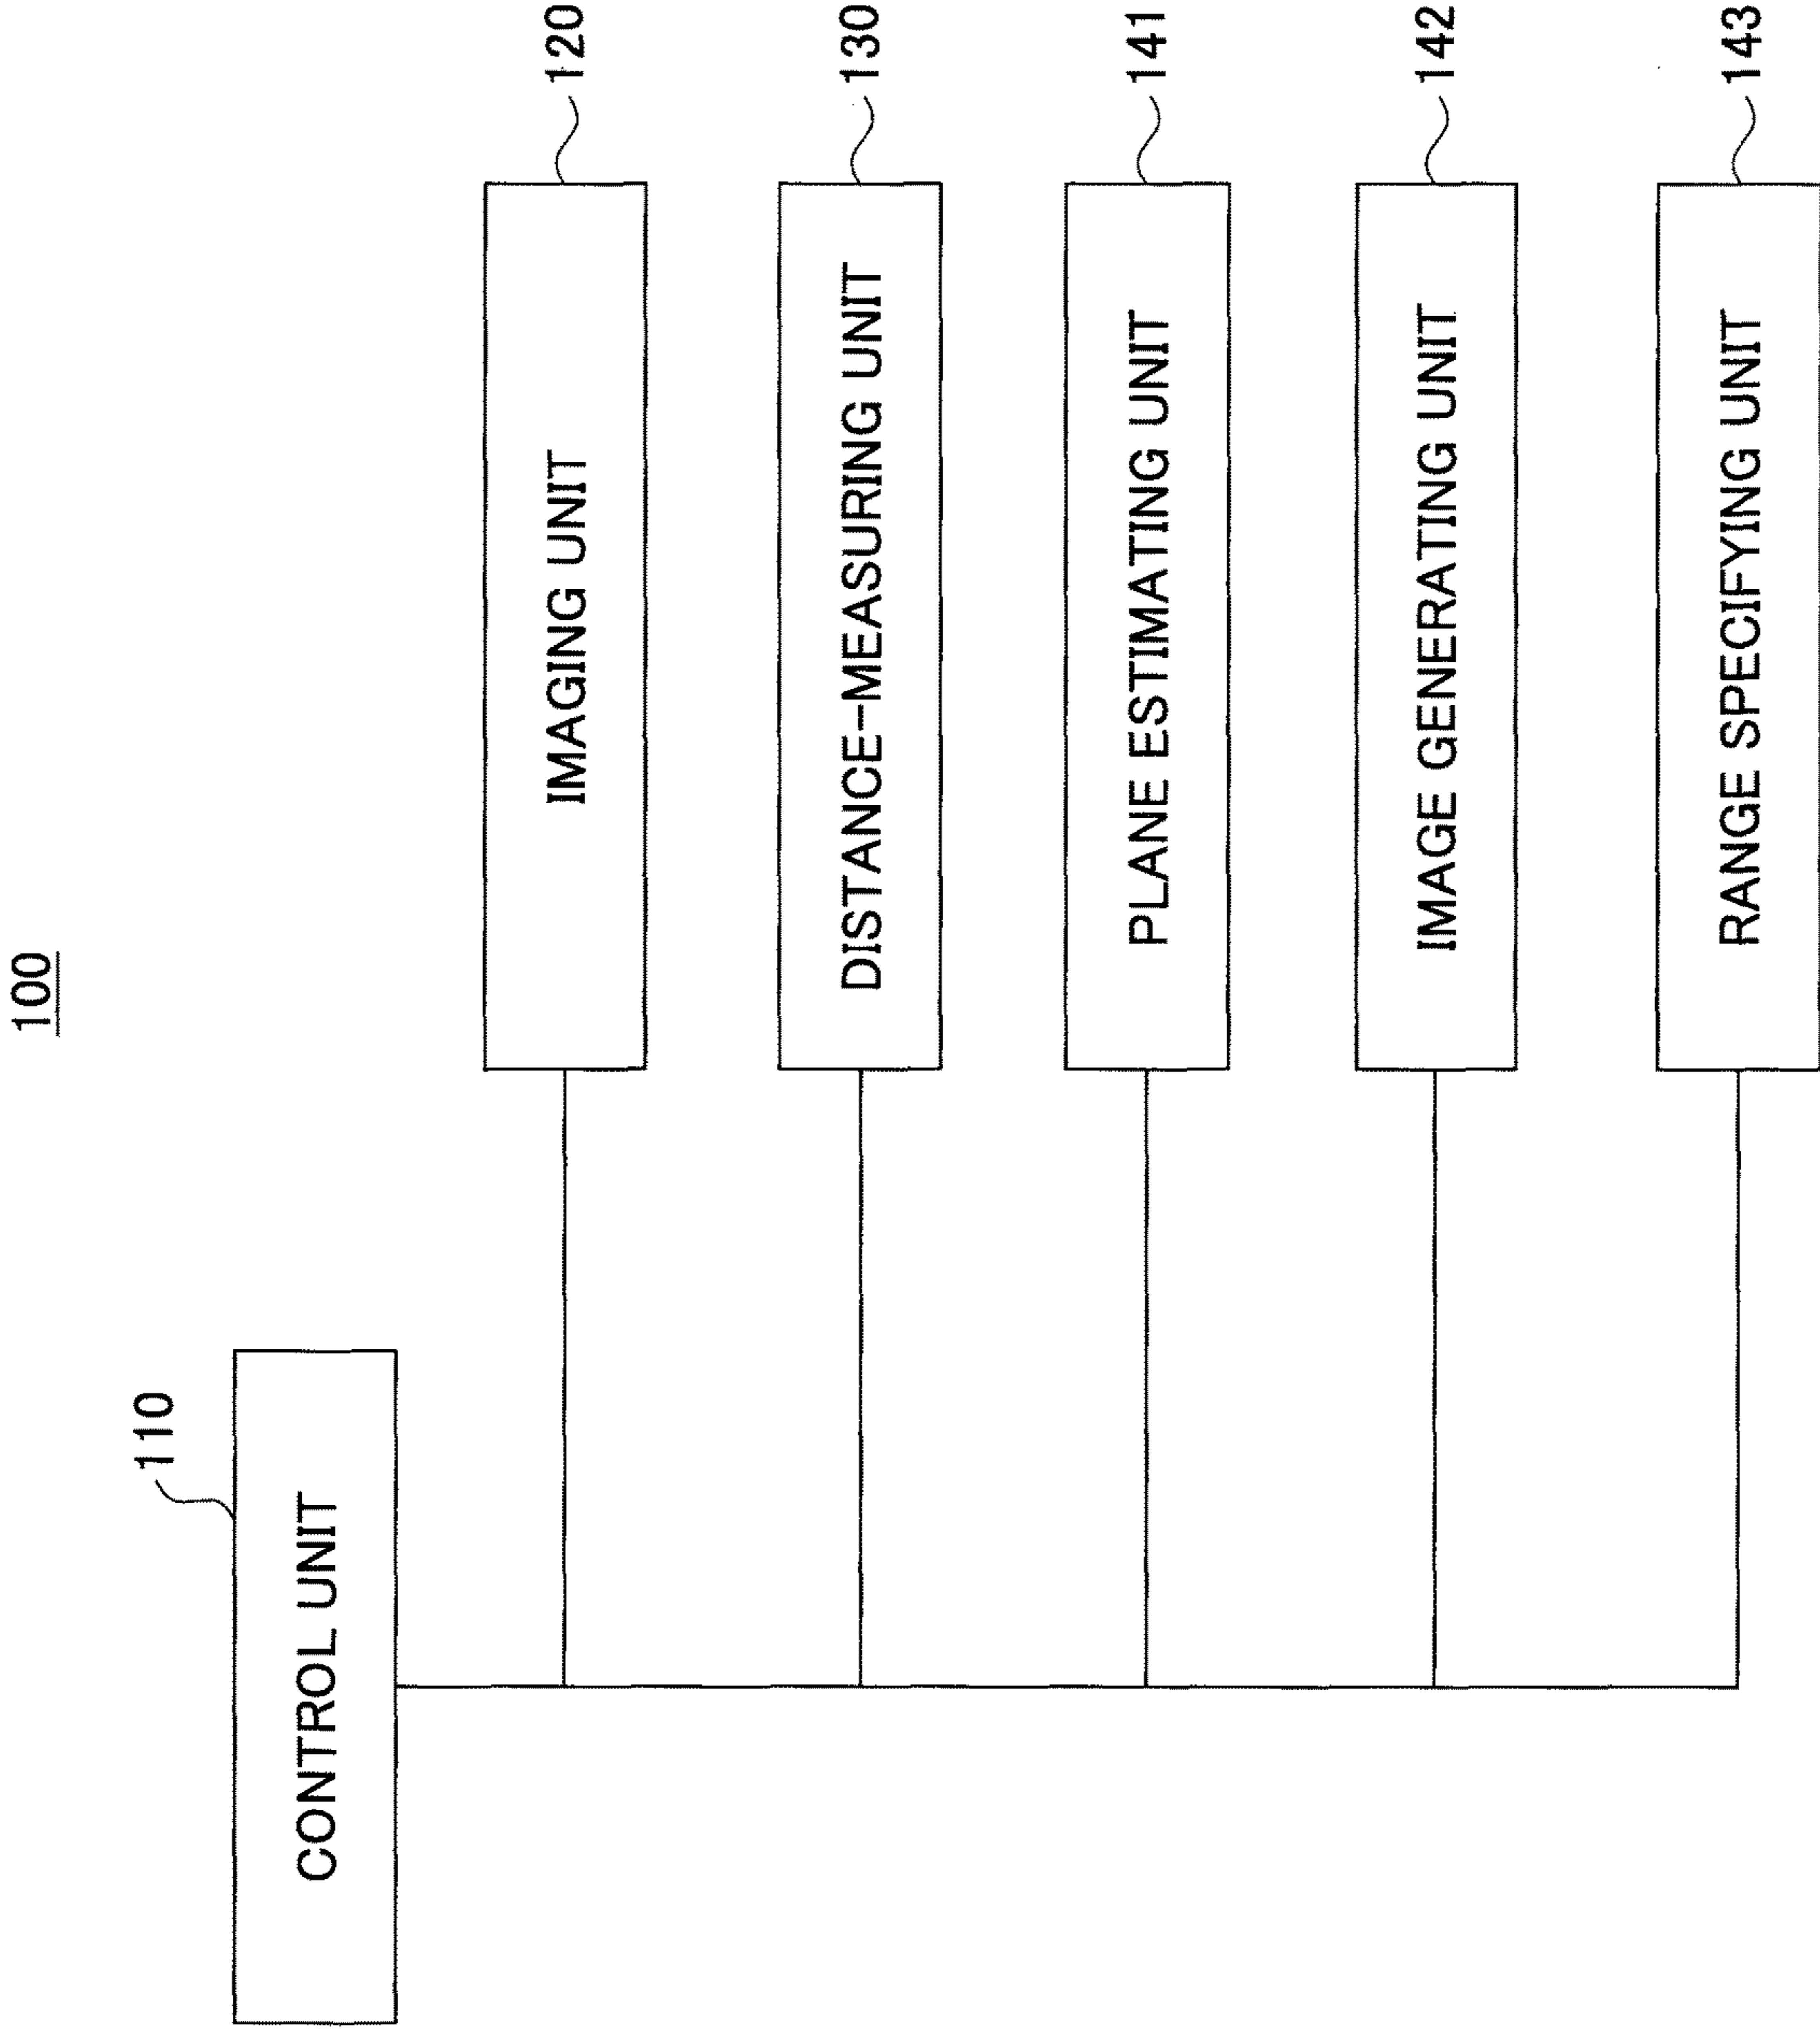 100
110
CONTROL UNIT
IMAGING UNIT
120
DISTANCE-MEASURING UNIT
130
PLANE ESTIMATING UNIT
141
IMAGE GENERATING UNIT
142
RANGE SPECIFYING UNIT
143